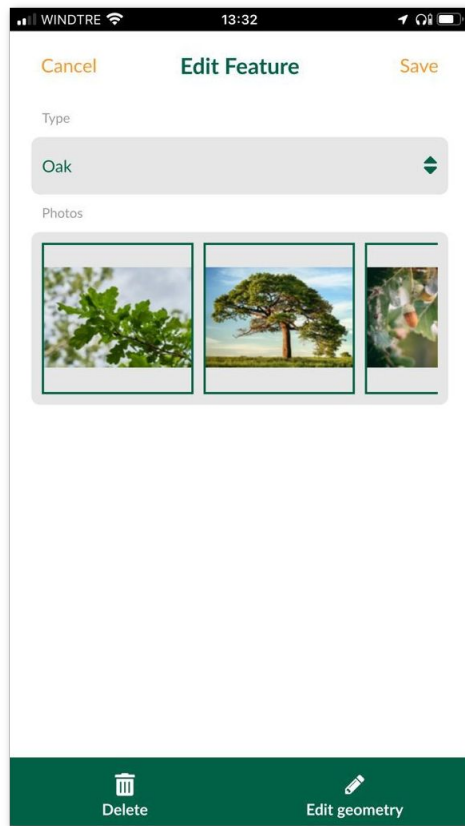 WINDTRE 13:32
Cancel Edit Feature Save
Type
Oak
Photos
Delete Edit geometry